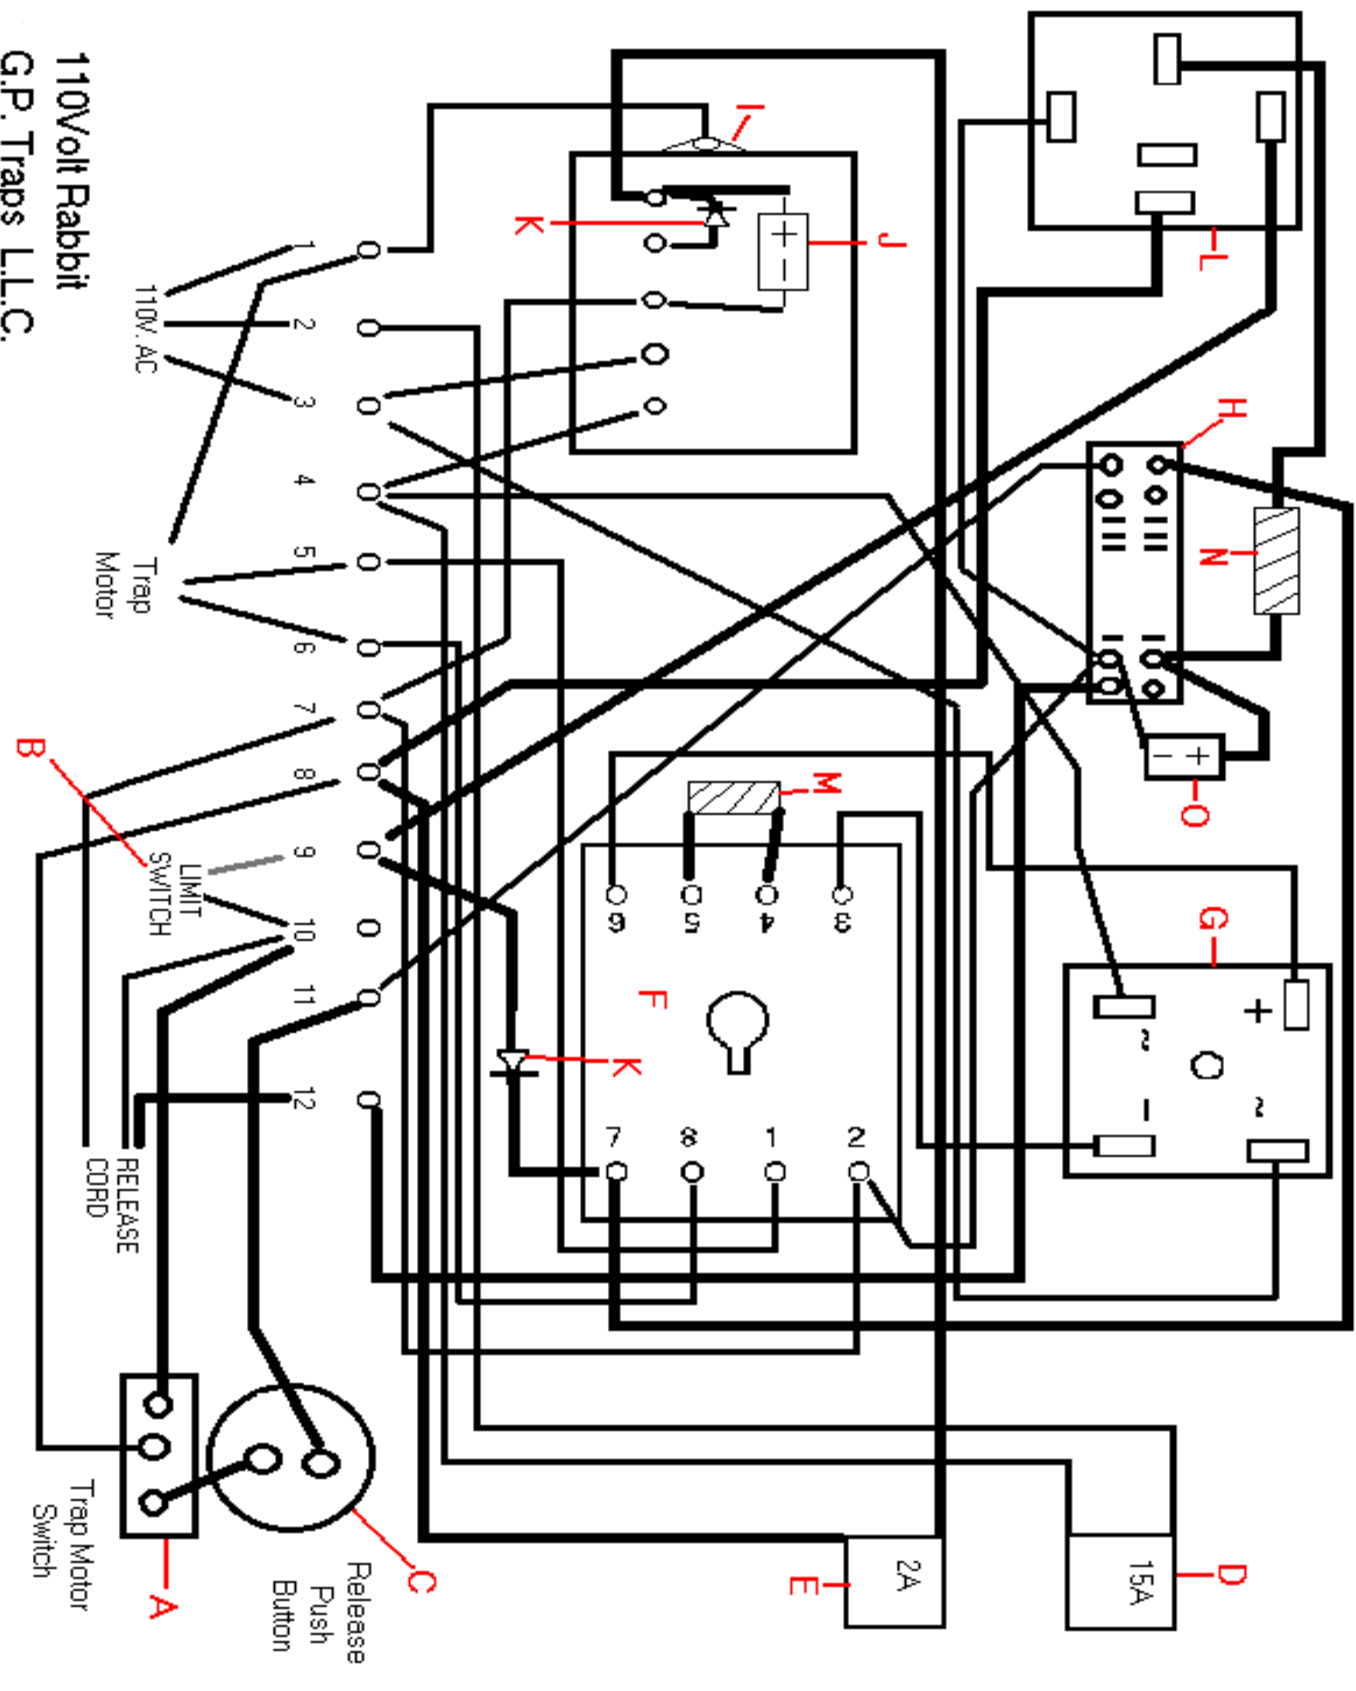 110Volt Rabbit
G.P. Traps L.L.C.
L
H
N
O
G
I
J
K
M
F
K
6
5
4
3
7
8
1
2
+
~
~
-
+
-
+
-
1
2
3
4
5
6
7
8
9
10
11
12
110V. AC
Trap
Motor
B
LIMIT
SWITCH
RELEASE
CORD
Trap Motor
Switch
A
Release
Push
Button
C
2A
E
15A
D